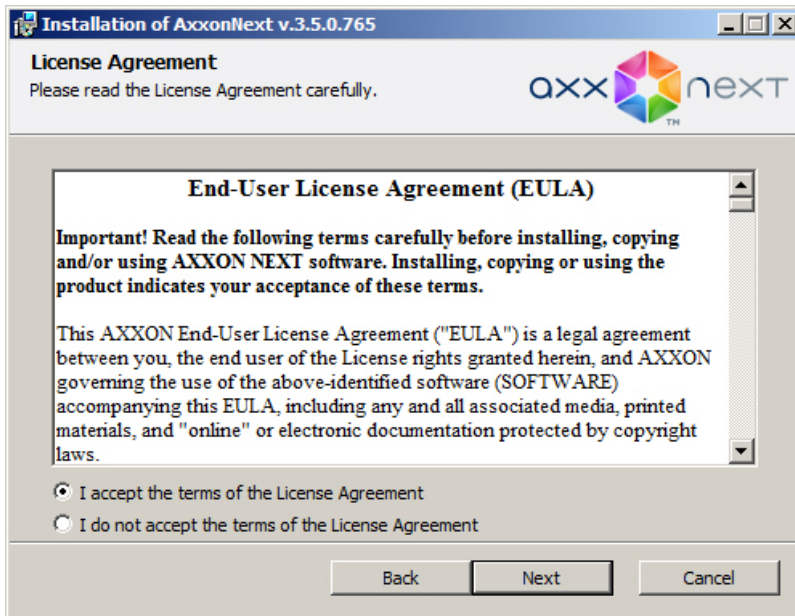 Installation of AxxonNext v.3.5.0.765
License Agreement
Please read the License Agreement carefully.
axx next
TM
End-User License Agreement (EULA)
Important! Read the following terms carefully before installing, copying
and/or using AXXON NEXT software. Installing, copying or using the
product indicates your acceptance of these terms.
This AXXON End-User License Agreement ("EULA") is a legal agreement
between you, the end user of the License rights granted herein, and AXXON
governing the use of the above-identified software (SOFTWARE)
accompanying this EULA, including any and all associated media, printed
materials, and "online" or electronic documentation protected by copyright
laws.
I accept the terms of the License Agreement
I do not accept the terms of the License Agreement
Back Next Cancel